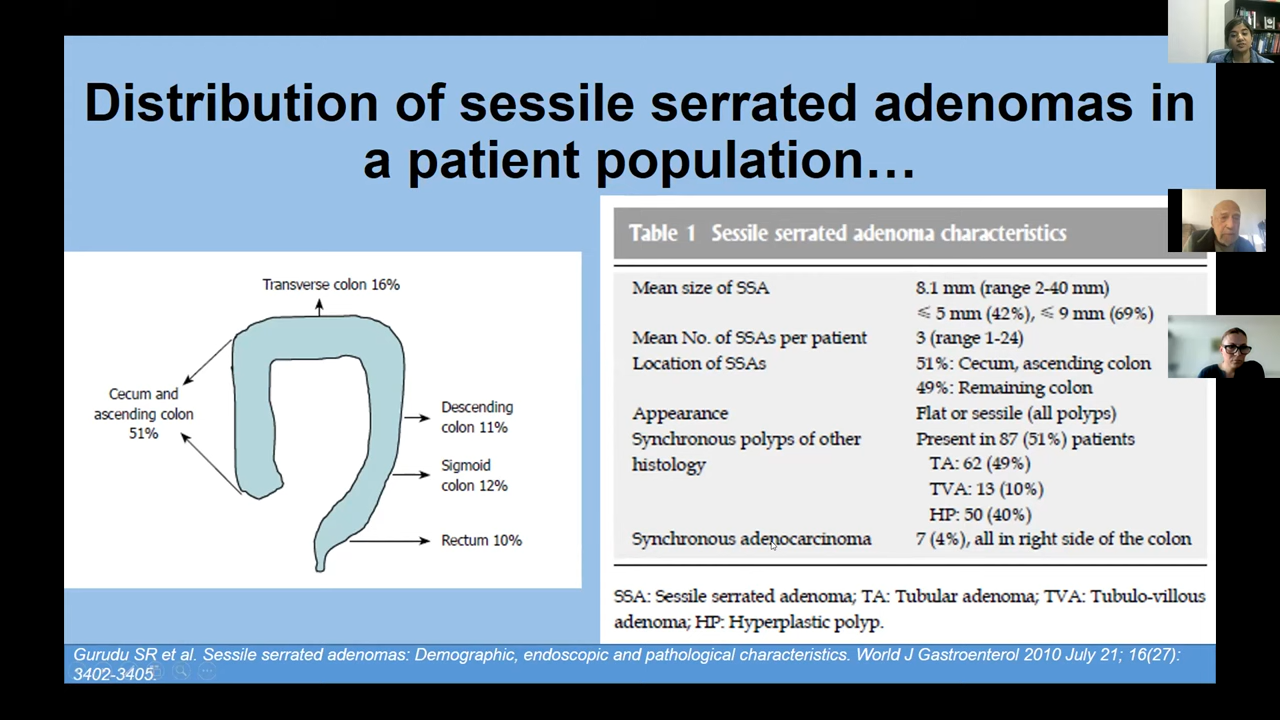 Distribution of sessile serrated adenomas in
a patient population…
Transverse colon 16%
Cecum and
ascending colon
51%
Descending
colon 11%
Sigmoid
colon 12%
Rectum 10%
Table 1 Sessile serrated adenoma characteristics
Mean size of SSA 8.1 mm (range 2-40 mm)
≤ 5 mm (42%), ≤ 9 mm (69%)
Mean No. of SSAs per patient 3 (range 1-24)
Location of SSAs 51%: Cecum, ascending colon
49%: Remaining colon
Appearance Flat or sessile (all polyps)
Synchronous polyps of other Present in 87 (51%) patients
histology TA: 62 (49%)
TVA: 13 (10%)
HP: 50 (40%)
Synchronous adenocarcinoma 7 (4%), all in right side of the colon
SSA: Sessile serrated adenoma; TA: Tubular adenoma; TVA: Tubulo-villous
adenoma; HP: Hyperplastic polyp.
Gurudu SR et al. Sessile serrated adenomas: Demographic, endoscopic and pathological characteristics. World J Gastroenterol 2010 July 21; 16(27):
3402-3405.